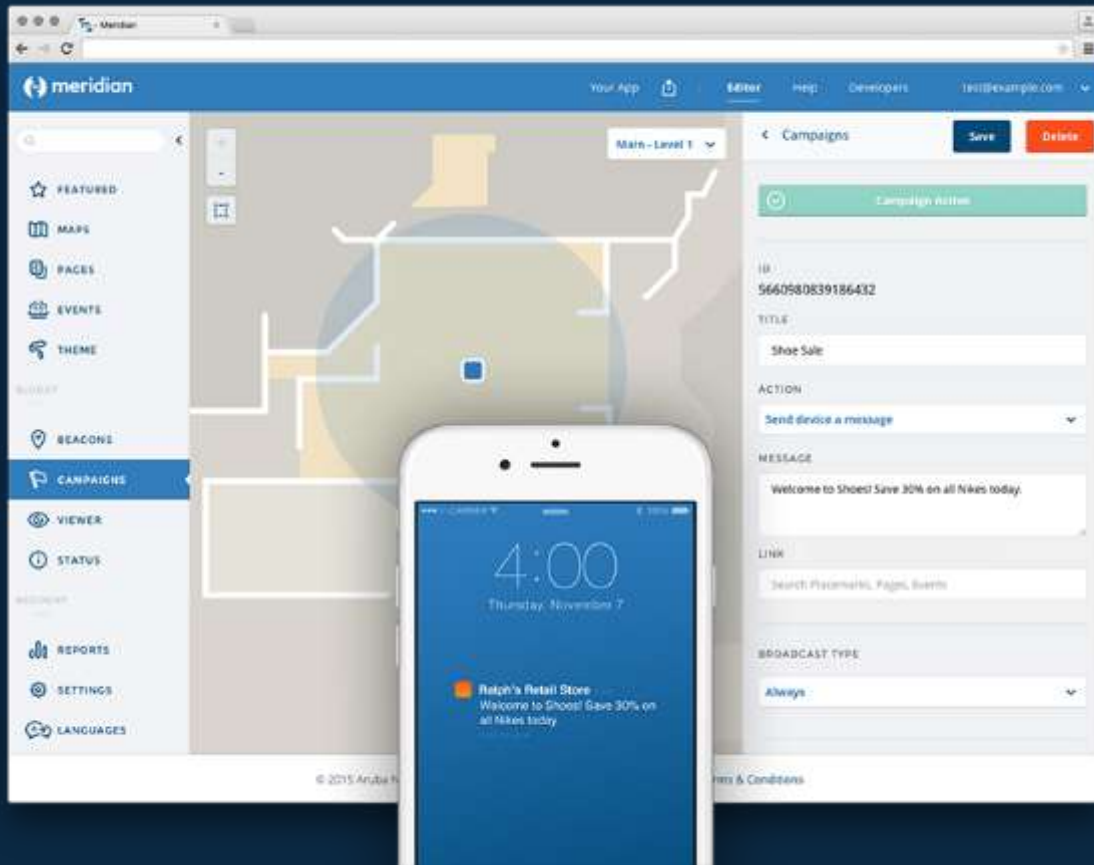 Meridian
meridian
Your App
Editor
Help
Developers
test@example.com
FEATURED
MAPS
PAGES
EVENTS
THEME
BEACONS
CAMPAIGNS
VIEWER
STATUS
REPORTS
SETTINGS
LANGUAGES
Main - Level 1
Campaigns
Save
Delete
Campaign Active
ID
5660980839186432
TITLE
Shoe Sale
ACTION
Send device a message
MESSAGE
Welcome to Shoes! Save 30% on all Nikes today.
LINK
Search Placemarks, Pages, Events
BROADCAST TYPE
Always
4:00
Thursday, November 7
Ralph's Retail Store
Welcome to Shoes! Save 30% on
all Nikes today
© 2015 Aruba
& Conditions